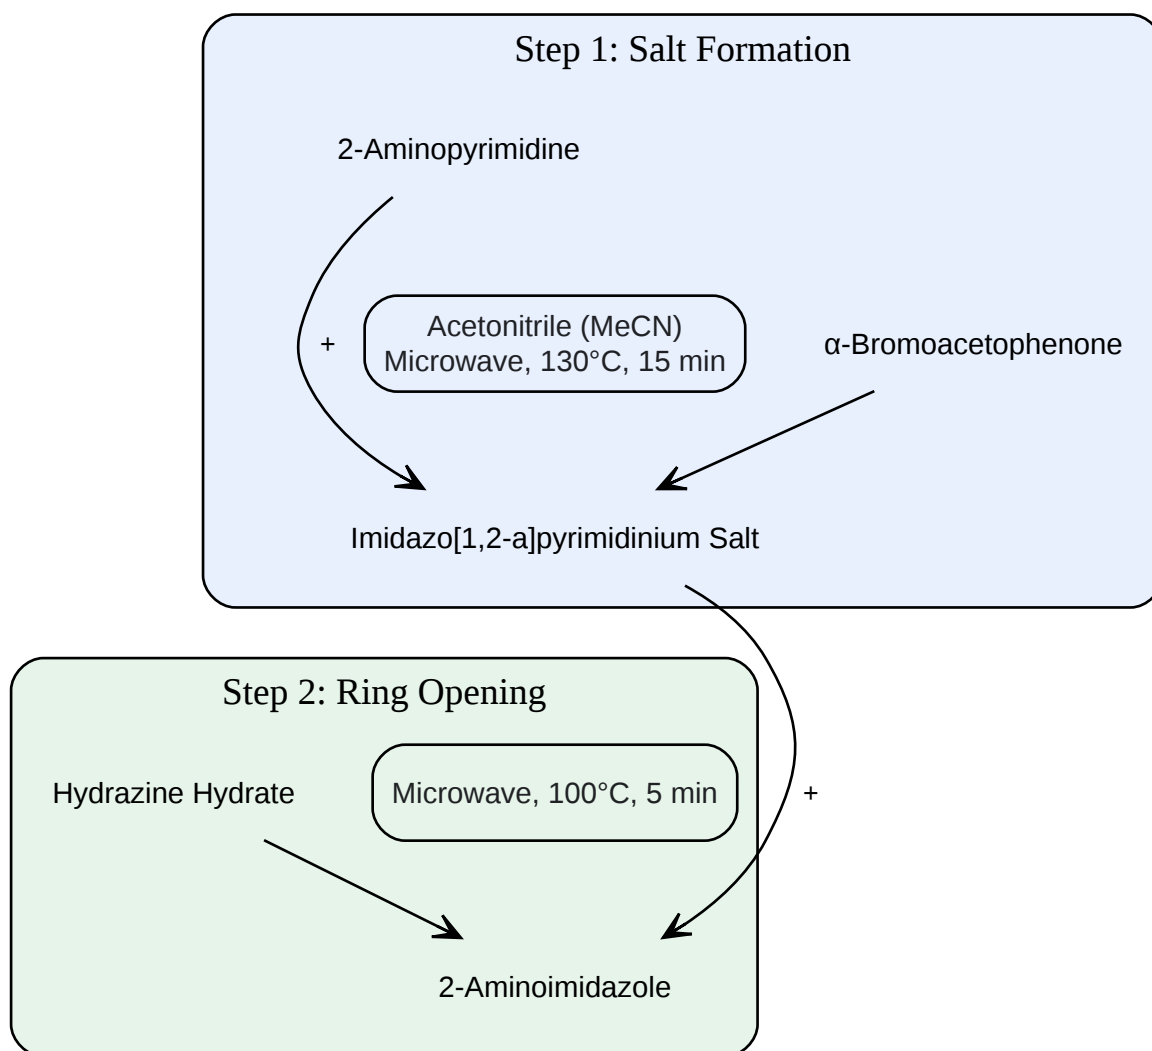 Step 1: Salt Formation
2-Aminopyrimidine
+
Acetonitrile (MeCN)
Microwave, 130°C, 15 min
α-Bromoacetophenone
Imidazo[1,2-a]pyrimidinium Salt
Step 2: Ring Opening
Hydrazine Hydrate
Microwave, 100°C, 5 min
+
2-Aminoimidazole